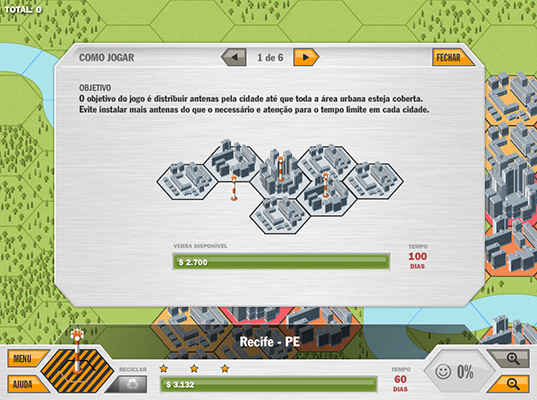 TOTAL: 0
COMO JOGAR
1 de 6
FECHAR
OBJETIVO
O objetivo do jogo é distribuir antenas pela cidade até que toda a área urbana esteja coberta.
Evite instalar mais antenas do que o necessário e atenção para o tempo limite em cada cidade.
VERBA DISPONÍVEL
TEMPO
$ 2.700
100
DIAS
Recife - PE
MENU
RECICLAR
TEMPO
0%
AJUDA
$ 3.132
60
DIAS